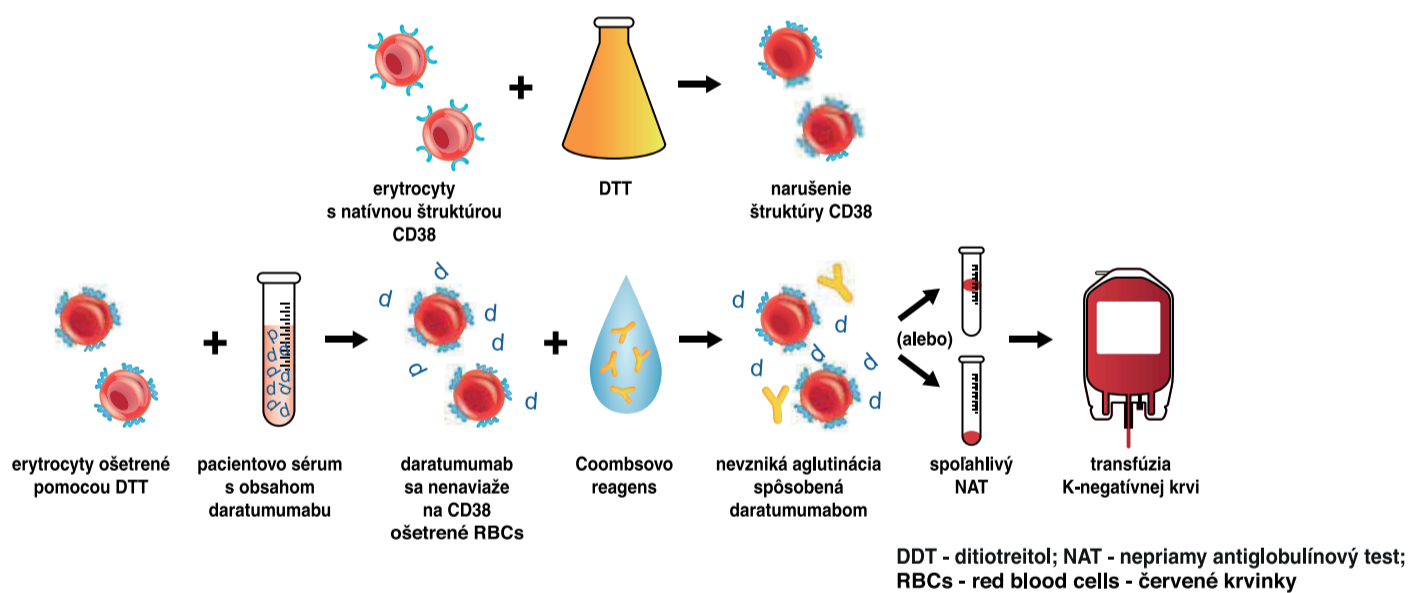 +
erytrocyty
s natívnou štruktúrou
CD38
DTT
narušenie
štruktúry CD38
d
d
d
d
d
d
d
d
d
d
d
d
+
+
(alebo)
erytrocyty ošetrené
pomocou DTT
pacientovo sérum
s obsahom
daratumumabu
daratumumab
sa nenaviaže
na CD38
ošetrené RBCs
Coombsovo
reagens
nevzniká aglutinácia
spôsobená
daratumumabom
spoľahlivý
NAT
transfúzia
K-negatívnej krvi
DDT - ditiotreitol; NAT - nepriamy antiglobulínový test;
RBCs - red blood cells - červené krvinky